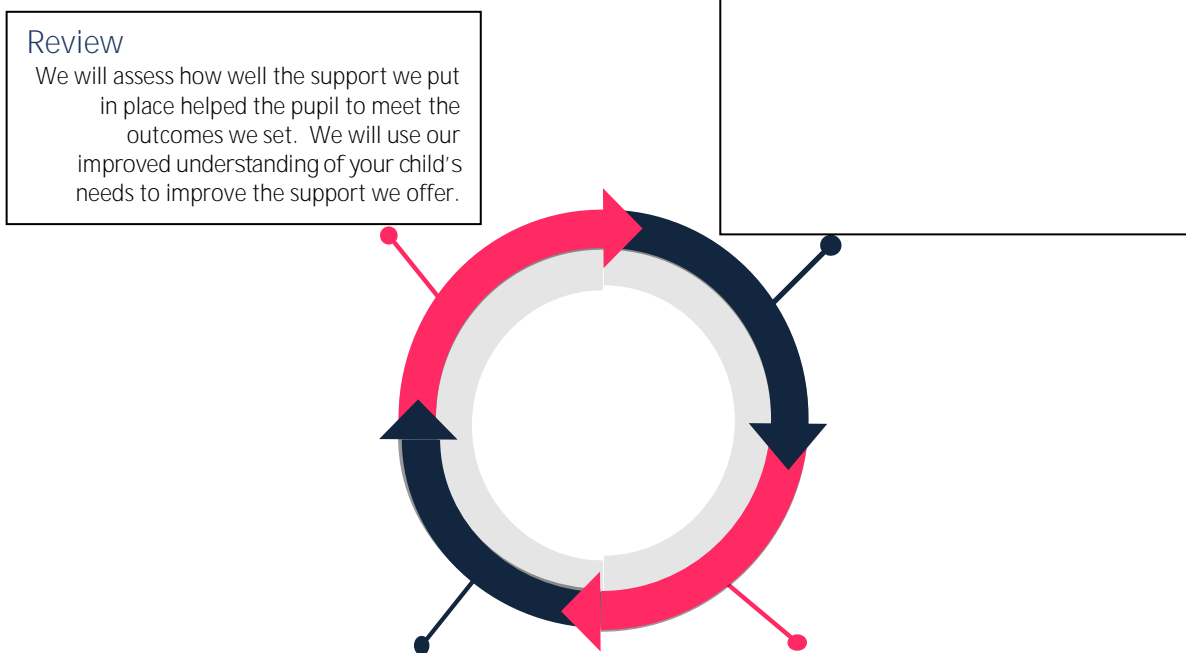 Review
We will assess how well the support we put
in place helped the pupil to meet the
outcomes we set.  We will use our
improved understanding of your child's
needs to improve the support we offer.